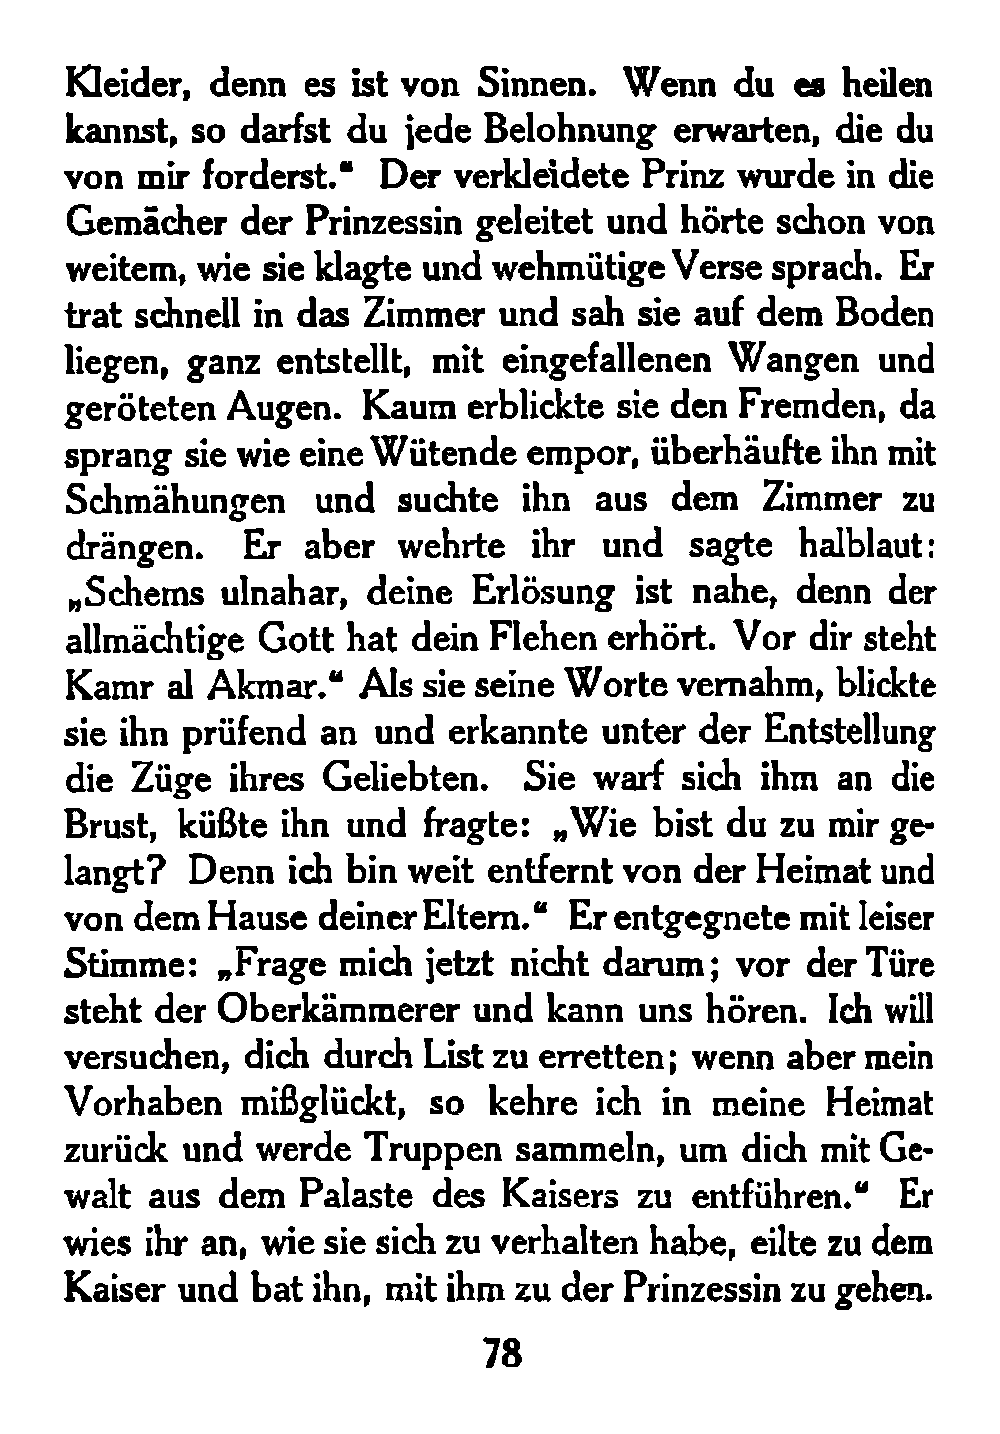 Kleider, denn es ist von Sinnen. Wenn du es heilen
kannst, so darfst du jede Belohnung erwarten, die du
von mir forderst.“ Der verkleidete Prinz wurde in die
Gemächer der Prinzessin geleitet und hörte schon von
weitem, wie sie klagte und wehmütige Verse sprach. Er
trat schnell in das Zimmer und sah sie auf dem Boden
liegen, ganz entstellt, mit eingefallenen Wangen und
geröteten Augen. Kaum erblickte sie den Fremden, da
sprang sie wie eine Wütende empor, überhäufte ihn mit
Schmähungen und suchte ihn aus dem Zimmer zu
drängen. Er aber wehrte ihr und sagte halblaut:
„Schems ulnahar, deine Erlösung ist nahe, denn der
allmächtige Gott hat dein Flehen erhört. Vor dir steht
Kamr al Akmar.“ Als sie seine Worte vernahm, blickte
sie ihn prüfend an und erkannte unter der Entstellung
die Züge ihres Geliebten. Sie warf sich ihm an die
Brust, küßte ihn und fragte: „Wie bist du zu mir ge-
langt? Denn ich bin weit entfernt von der Heimat und
von dem Hause deiner Eltern.“ Er entgegnete mit leiser
Stimme: „Frage mich jetzt nicht darum; vor der Türe
steht der Oberkämmerer und kann uns hören. Ich will
versuchen, dich durch List zu erretten; wenn aber mein
Vorhaben mißglückt, so kehre ich in meine Heimat
zurück und werde Truppen sammeln, um dich mit Ge-
walt aus dem Palaste des Kaisers zu entführen.“ Er
wies ihr an, wie sie sich zu verhalten habe, eilte zu dem
Kaiser und bat ihn, mit ihm zu der Prinzessin zu gehen.
78